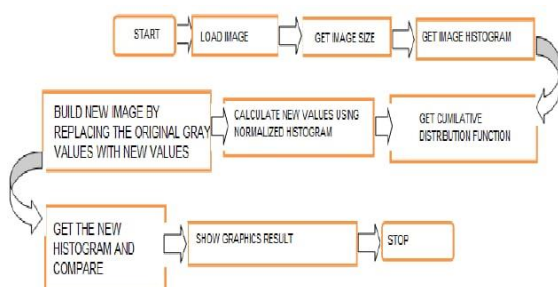 START
LOAD IMAGE
GET IMAGE SIZE
GET IMAGE HISTOGRAM
GET CUMILATIVE
DISTRIBUTION FUNCTION
CALCULATE NEW VALUES USING
NORMALIZED HISTOGRAM
BUILD NEW IMAGE BY
REPLACING THE ORIGINAL GRAY
VALUES WITH NEW VALUES
GET THE NEW
HISTOGRAM AND
COMPARE
SHOW GRAPHICS RESULT
STOP